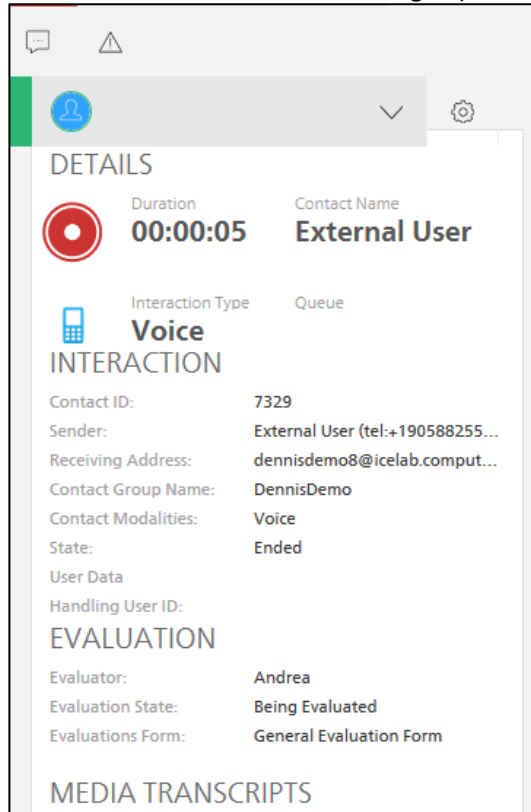 DETAILS
Duration Contact Name
00:00:05 External User
Interaction Type Queue
Voice
INTERACTION
Contact ID: 7329
Sender: External User (tel:+190588255...
Receiving Address: dennisdemo8@icelab.comput...
Contact Group Name: DennisDemo
Contact Modalities: Voice
State: Ended
User Data
Handling User ID:
EVALUATION
Evaluator: Andrea
Evaluation State: Being Evaluated
Evaluations Form: General Evaluation Form
MEDIA TRANSCRIPTS